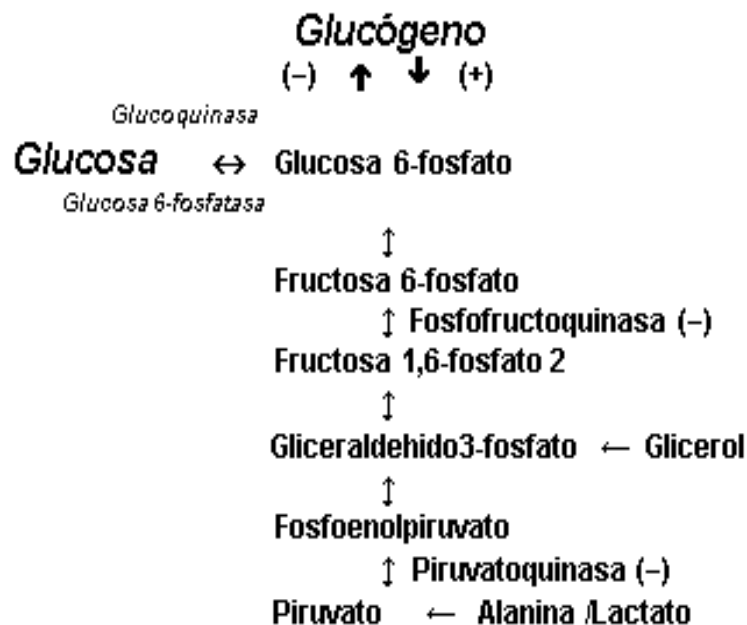 Glucógeno
(–) ↑ ↓ (+)
Glucoquinasa
Glucosa ↔ Glucosa 6-fosfato
Glucosa 6-fosfatasa
↕
Fructosa 6-fosfato
↕ Fosfofructoquinasa (–)
Fructosa 1,6-fosfato 2
↕
Gliceraldehido3-fosfato ← Glicerol
↕
Fosfoenolpiruvato
↕ Piruvatoquinasa (–)
Piruvato ← Alanina /Lactato